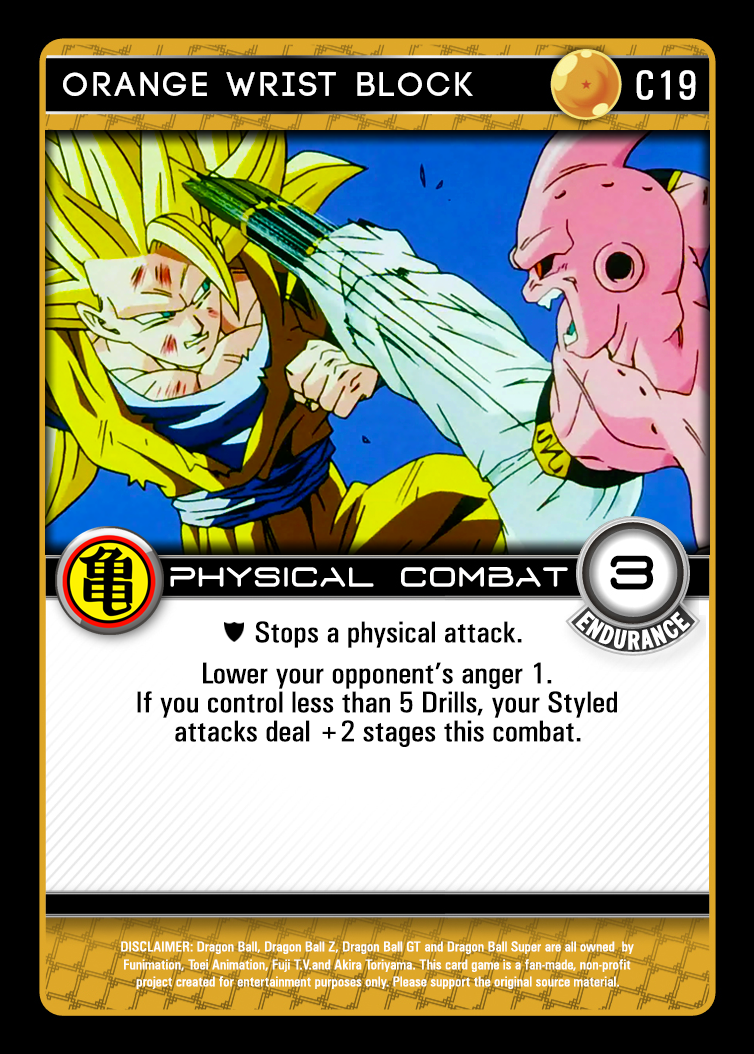 ORANGE WRIST BLOCK
C19
亀
PHYSICAL COMBAT
3
ENDURANCE
Stops a physical attack.
Lower your opponent's anger 1.
If you control less than 5 Drills, your Styled
attacks deal +2 stages this combat.
DISCLAIMER: Dragon Ball, Dragon Ball Z, Dragon Ball GT and Dragon Ball Super are all owned by
Funimation, Toei Animation, Fuji T.V.and Akira Toriyama. This card game is a fan-made, non-profit
project created for entertainment purposes only. Please support the original source material.